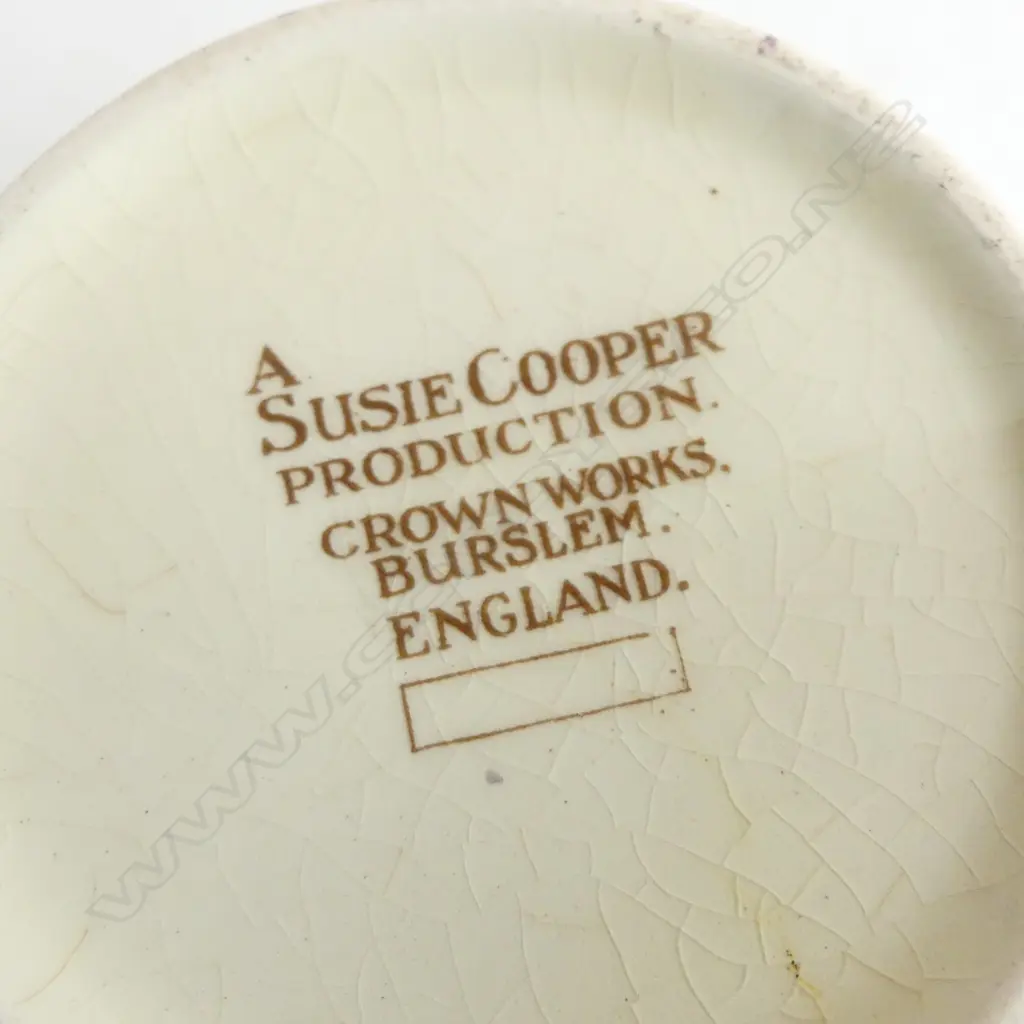 A
SUSIE COOPER
PRODUCTION.
CROWN WORKS.
BURSLEM.
ENGLAND.